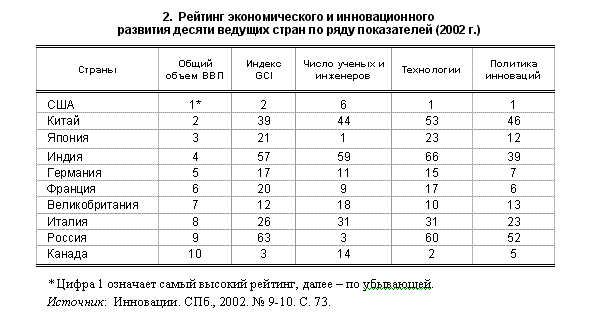 2. Рейтинг экономического и инновационного
развития десяти ведущих стран по ряду показателей (2002 г.)
Страны Общий объем ВВП Индекс GCI Число ученых и инженеров Технологии Политика инноваций
США 1* 2 6 1 1
Китай 2 39 44 53 46
Япония 3 21 1 23 12
Индия 4 57 59 66 39
Германия 5 17 11 15 7
Франция 6 20 9 17 6
Великобритания 7 12 18 10 13
Италия 8 26 31 31 23
Россия 9 63 3 60 52
Канада 10 3 14 2 5
* Цифра 1 означает самый высокий рейтинг, далее – по убывающей.
Источник: Инновации. СПб., 2002. № 9-10. С. 73.